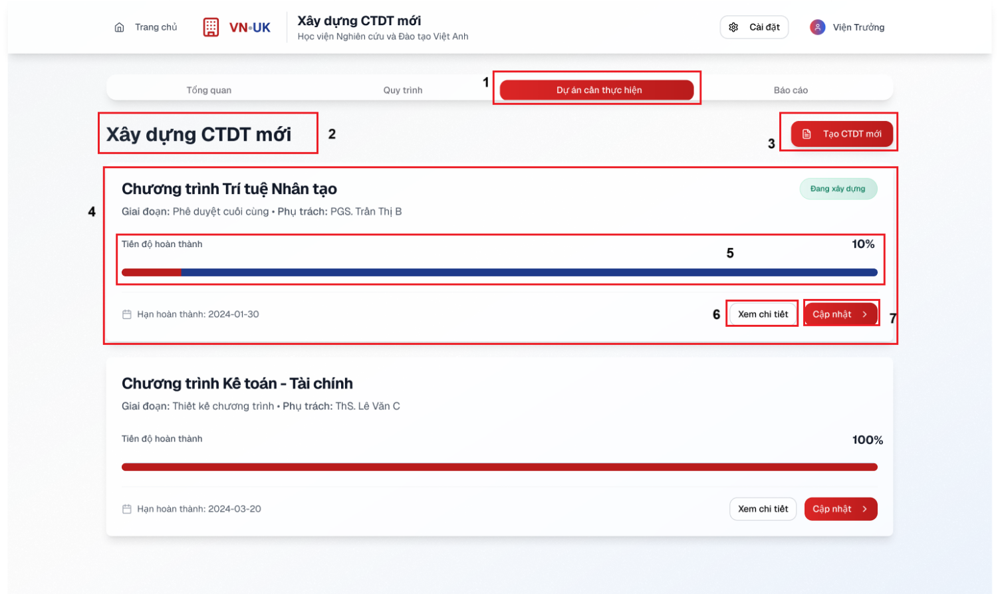 Trang chủ
VN-UK
Xây dựng CTDT mới
Học viện Nghiên cứu và Đào tạo Việt Anh
Cài đặt
Viện Trưởng
Tổng quan
Quy trình
1
Dự án cần thực hiện
Báo cáo
Xây dựng CTDT mới
2
3
Tạo CTDT mới
4
Chương trình Trí tuệ Nhân tạo
Đang xây dựng
Giai đoạn: Phê duyệt cuối cùng • Phụ trách: PGS. Trần Thị B
Tiến độ hoàn thành
5
10%
Hạn hoàn thành: 2024-01-30
6
Xem chi tiết
Cập nhật
7
Chương trình Kế toán - Tài chính
Giai đoạn: Thiết kế chương trình • Phụ trách: ThS. Lê Văn C
Tiến độ hoàn thành
100%
Hạn hoàn thành: 2024-03-20
Xem chi tiết
Cập nhật